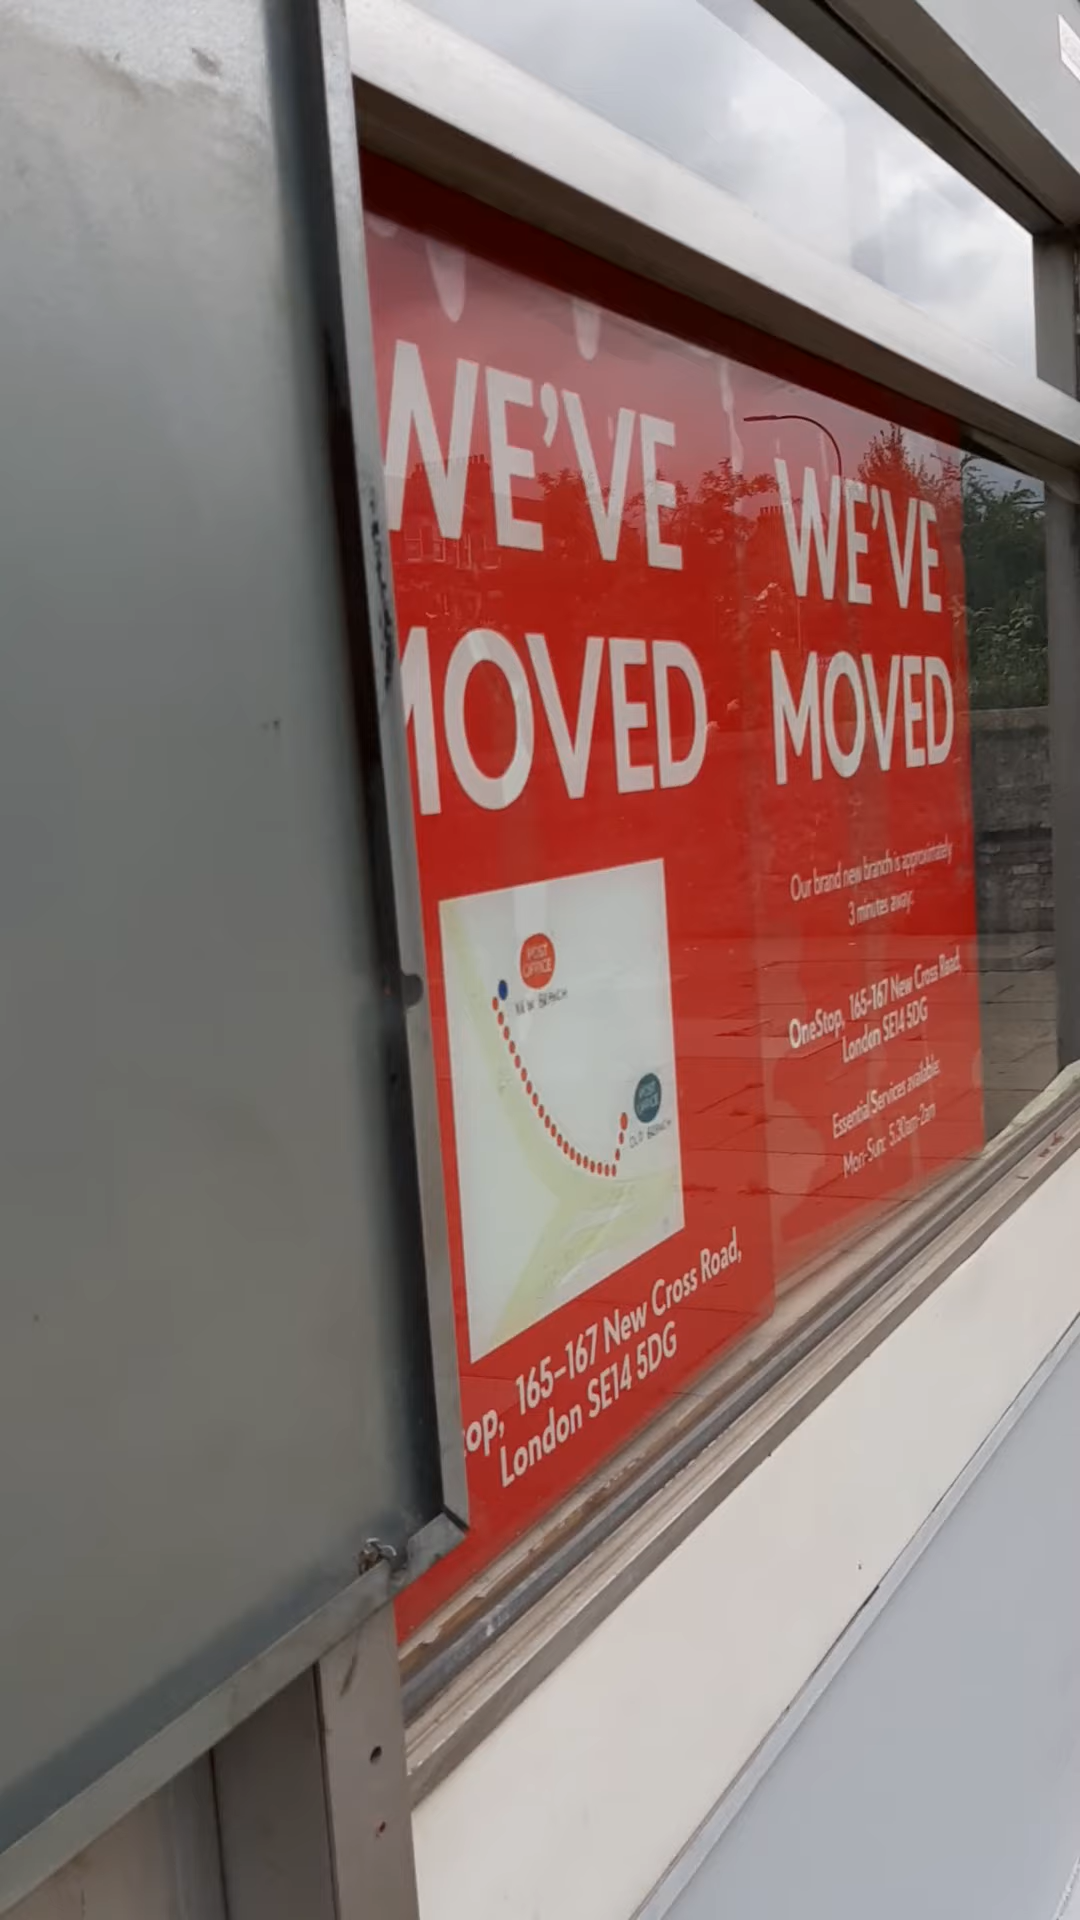 WE'VE
MOVED
POST
OFFICE
NEW BRANCH
POST
OFFICE
OLD BRANCH
op, 165-167 New Cross Road,
London SE14 5DG
WE'VE
MOVED
Our brand new branch is approximately
3 minutes away:
OneStop, 165-167 New Cross Road,
London SE14 5DG
Essential Services available:
Mon-Sun: 5.30am-2am